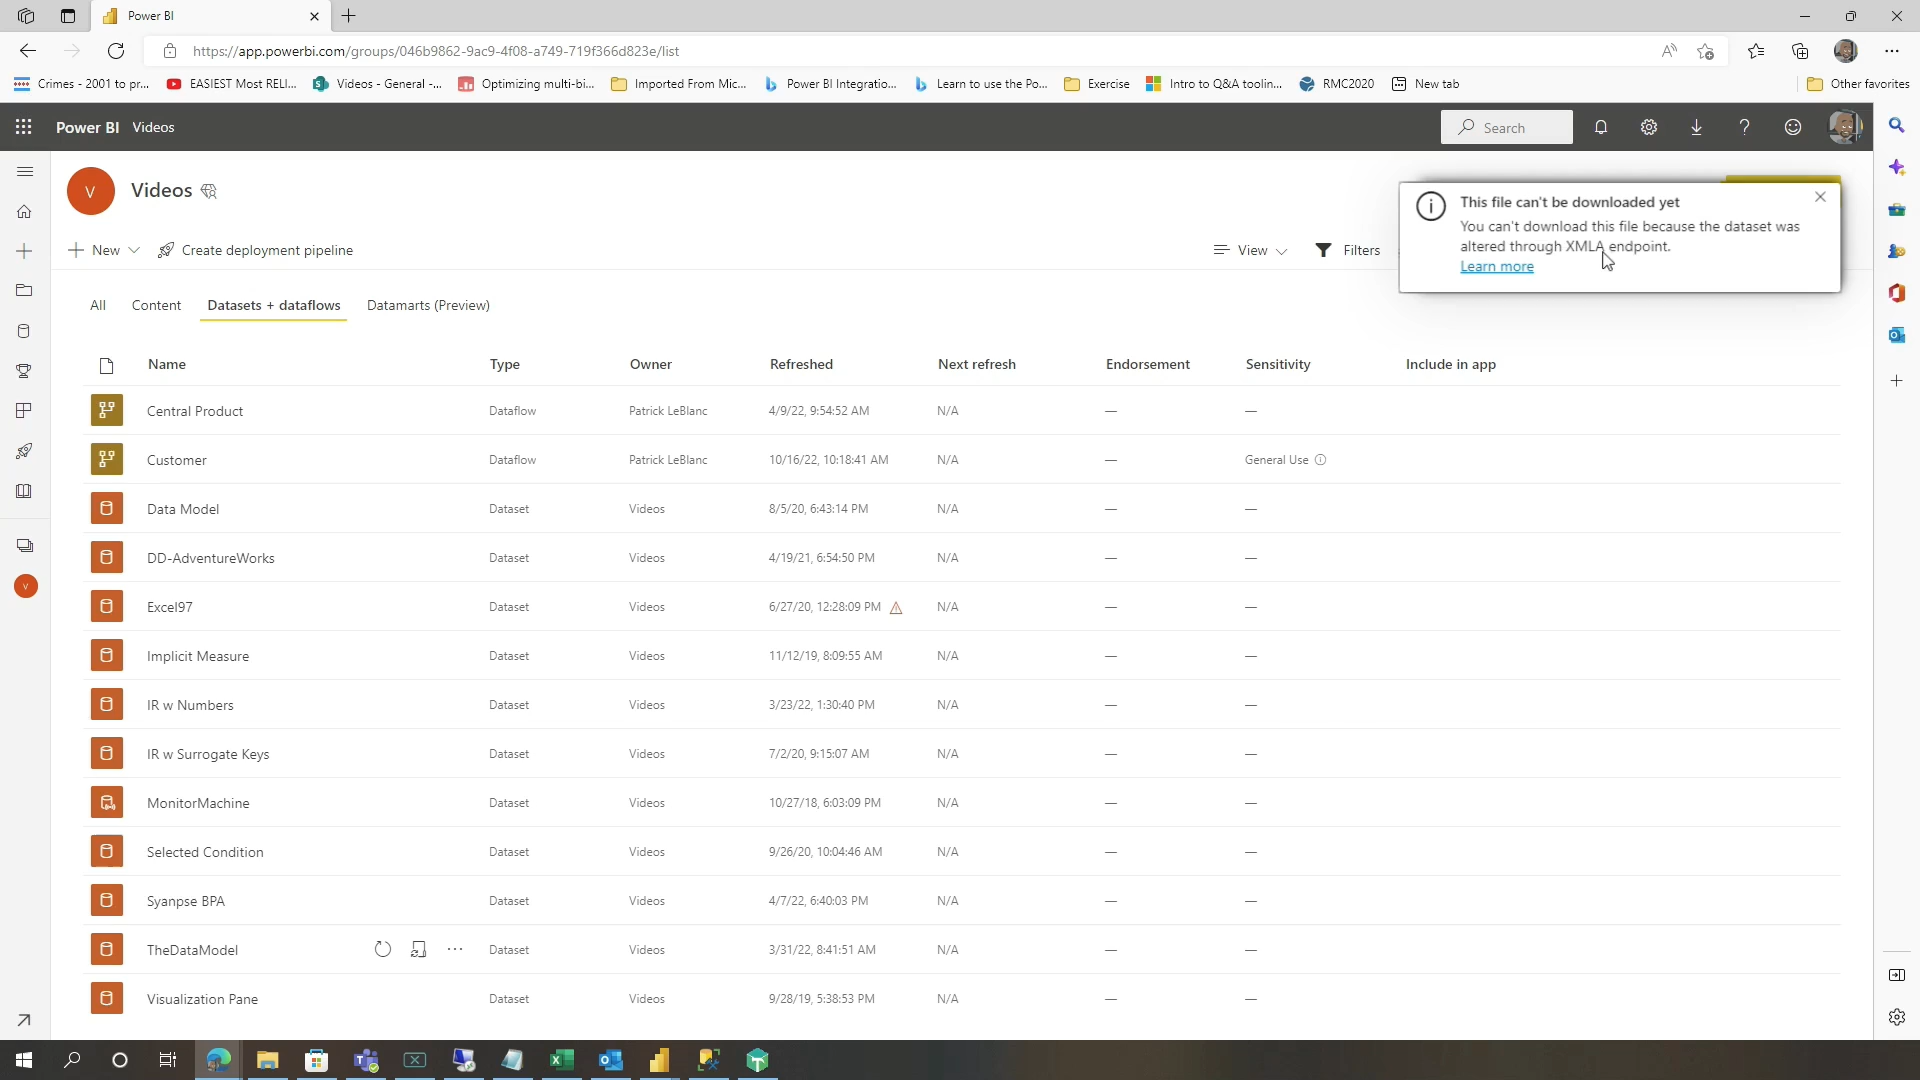 Power BI
https://app.powerbi.com/groups/046b9862-9ac9-4f08-a749-719f366d823e/list
Crimes - 2001 to pr...
EASIEST Most RELI...
Videos - General -...
Optimizing multi-bi...
Imported From Mic...
Power BI Integratio...
Learn to use the Po...
Exercise
Intro to Q&A toolin...
RMC2020
New tab
Other favorites
Power BI Videos
Search
V
Videos
This file can't be downloaded yet
You can't download this file because the dataset was
altered through XMLA endpoint.
Learn more
New
Create deployment pipeline
View
Filters
All
Content
Datasets + dataflows
Datamarts (Preview)
Name Type Owner Refreshed Next refresh Endorsement Sensitivity Include in app
Central Product Dataflow Patrick LeBlanc 4/9/22, 9:54:52 AM N/A — —
Customer Dataflow Patrick LeBlanc 10/16/22, 10:18:41 AM N/A — General Use
Data Model Dataset Videos 8/5/20, 6:43:14 PM N/A — —
DD-AdventureWorks Dataset Videos 4/19/21, 6:54:50 PM N/A — —
Excel97 Dataset Videos 6/27/20, 12:28:09 PM N/A — —
Implicit Measure Dataset Videos 11/12/19, 8:09:55 AM N/A — —
IR w Numbers Dataset Videos 3/23/22, 1:30:40 PM N/A — —
IR w Surrogate Keys Dataset Videos 7/2/20, 9:15:07 AM N/A — —
MonitorMachine Dataset Videos 10/27/18, 6:03:09 PM N/A — —
Selected Condition Dataset Videos 9/26/20, 10:04:46 AM N/A — —
Syanpse BPA Dataset Videos 4/7/22, 6:40:03 PM N/A — —
TheDataModel Dataset Videos 3/31/22, 8:41:51 AM N/A — —
Visualization Pane Dataset Videos 9/28/19, 5:38:53 PM N/A — —
V